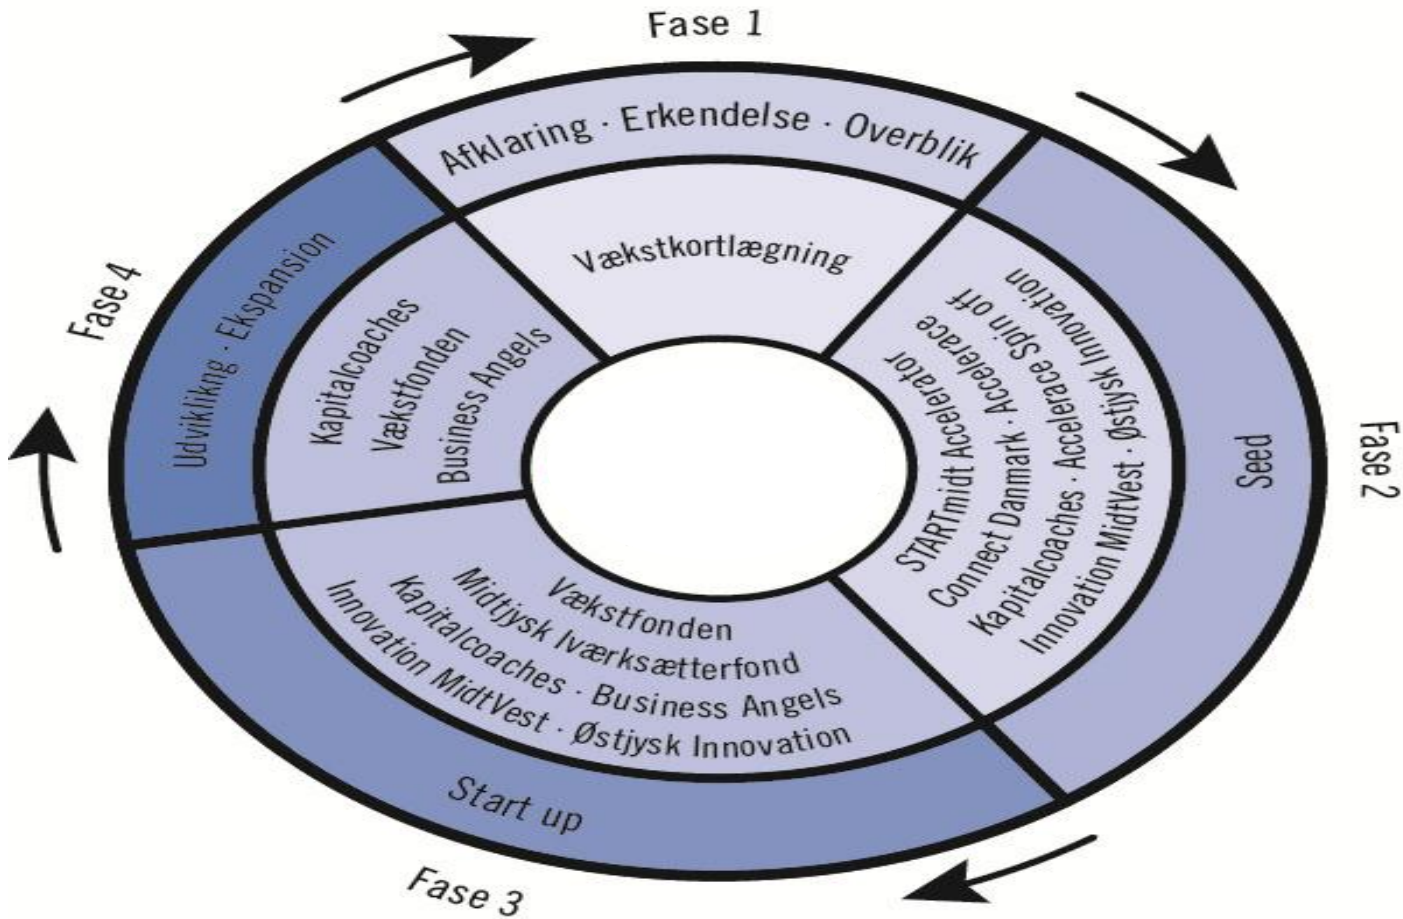 Fase 1
Afklaring · Erkendelse · Overblik
Vækstkortlægning
Fase 2
Seed
STARTmidt Accelerator
Connect Danmark · Accelerace
Kapitalcoaches · Accelerace Spin off
Innovation MidtVest · Østjysk Innovation
Fase 3
Start up
Vækstfonden
Midtjysk Iværksætterfond
Kapitalcoaches · Business Angels
Innovation MidtVest · Østjysk Innovation
Fase 4
Udviklikng · Ekspansion
Kapitalcoaches
Vækstfonden
Business Angels